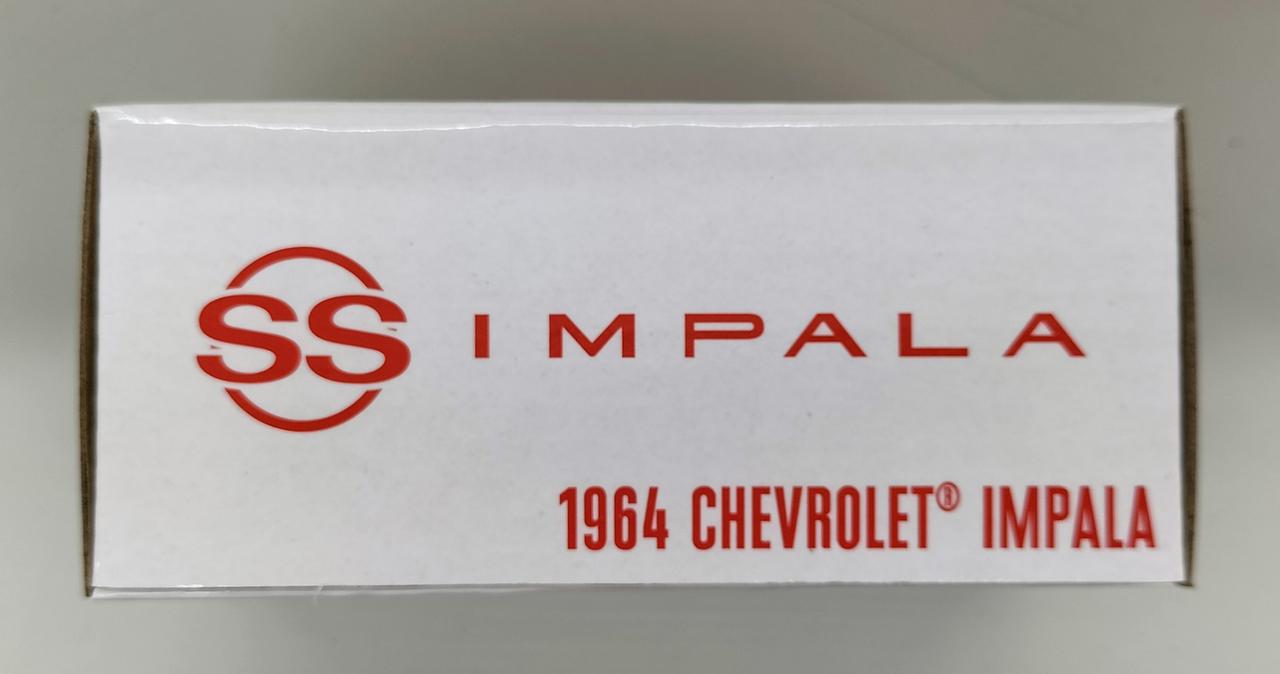 SS IMPALA
1964 CHEVROLET® IMPALA